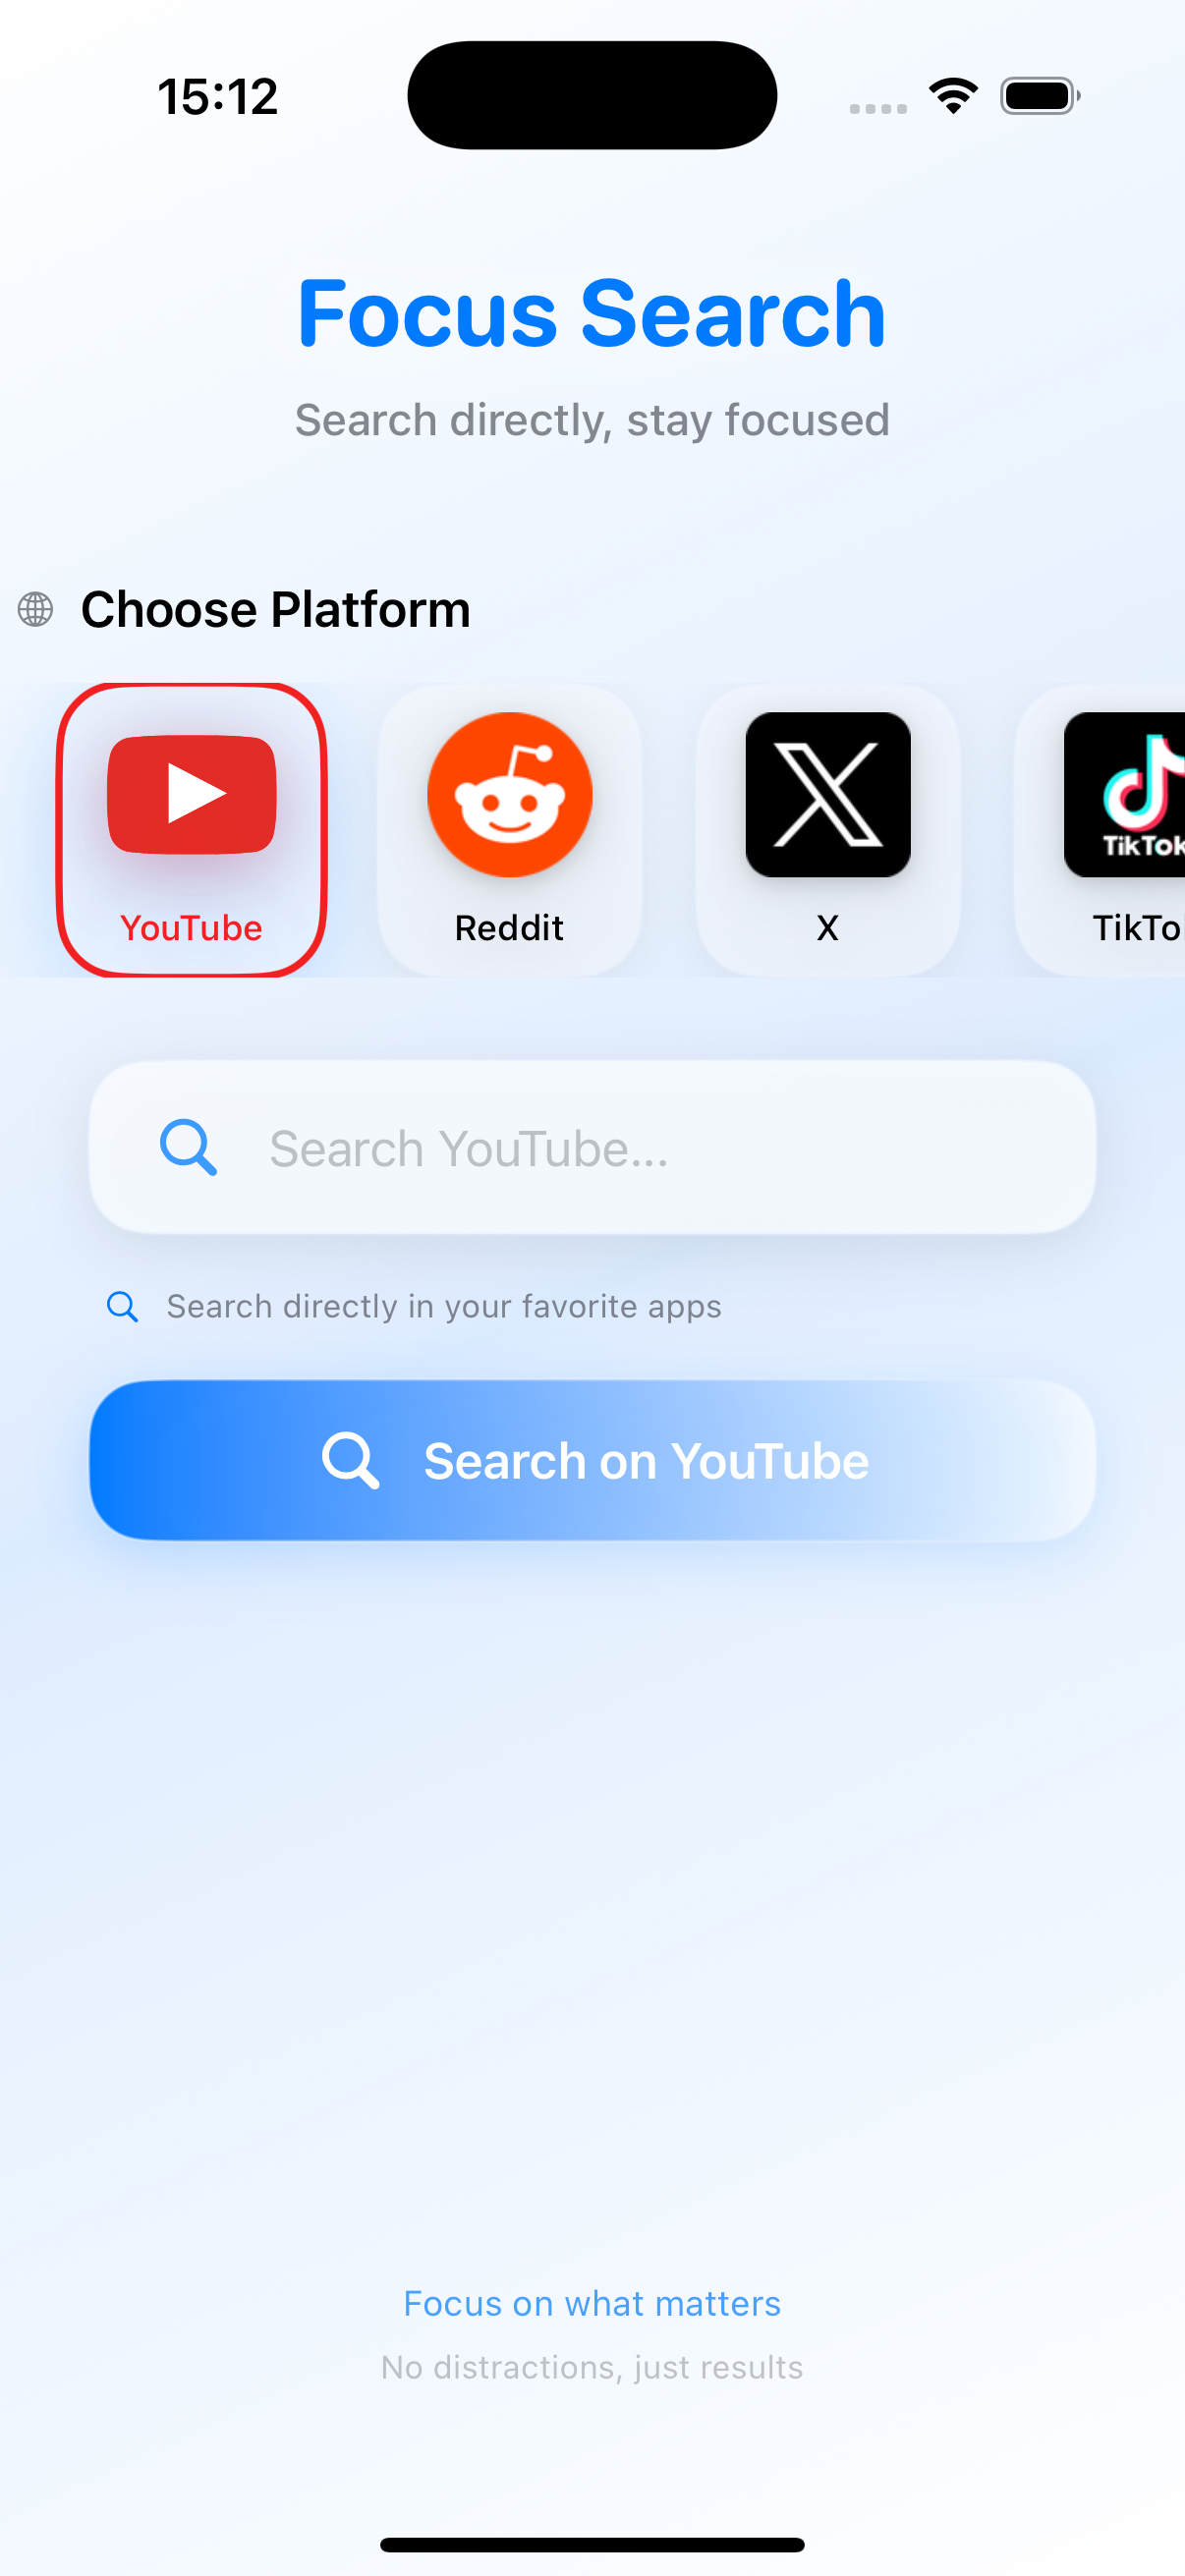 15:12
Focus Search
Search directly, stay focused
Choose Platform
TikTok
YouTube
Reddit
X
TikTo
Search YouTube...
Search directly in your favorite apps
Search on YouTube
Focus on what matters
No distractions, just results